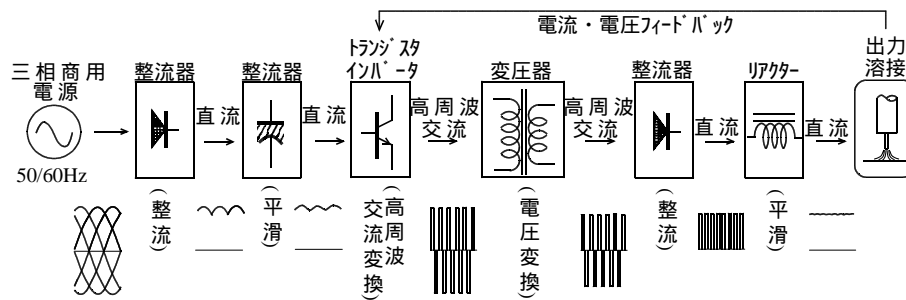 電流・電圧フィードバック
三相商用
電源
50/60Hz
整流器
直流
整流器
直流
トランジスタ
インバータ
高周波
交流
変圧器
高周波
交流
整流器
直流
リアクター
直流
出力
溶接
(整流)
(平滑)
(高周波
交流変換)
(電圧変換)
(整流)
(平滑)